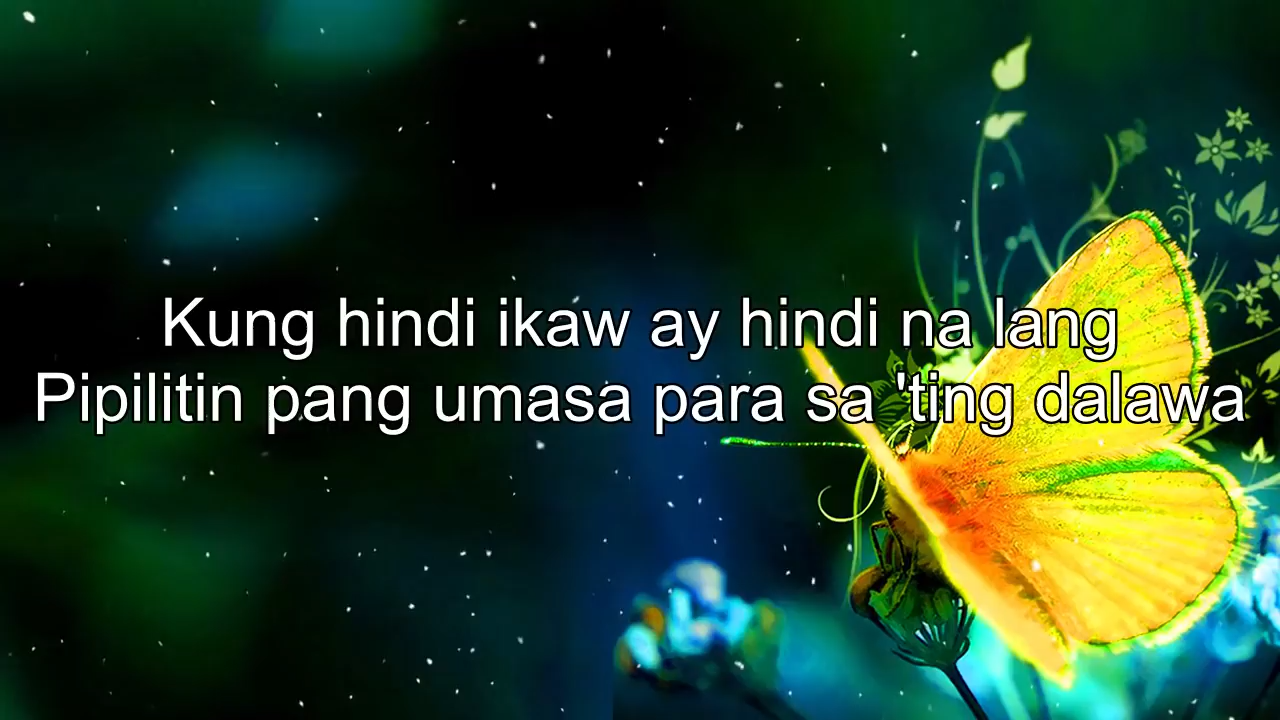 Kung hindi ikaw ay hindi na lang
Pipilitin pang umasa para sa 'ting dalawa